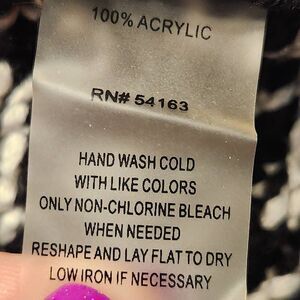 100% ACRYLIC
RN# 54163
HAND WASH COLD
WITH LIKE COLORS
ONLY NON-CHLORINE BLEACH
WHEN NEEDED
RESHAPE AND LAY FLAT TO DRY
LOW IRON IF NECESSARY